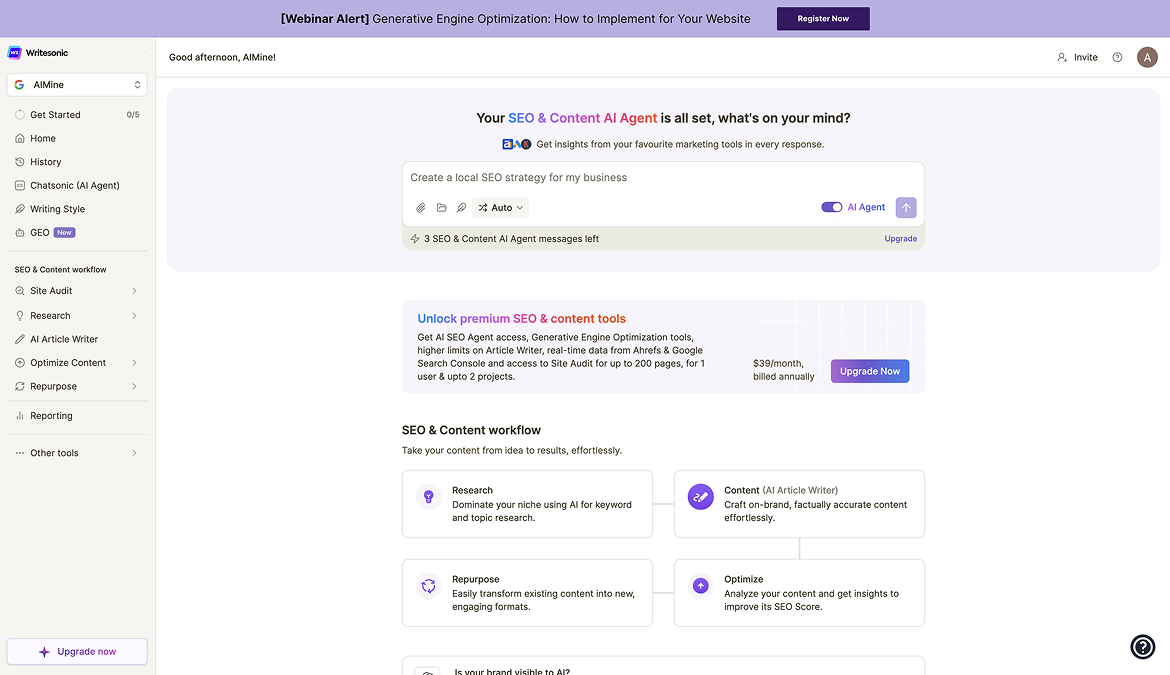 [Webinar Alert] Generative Engine Optimization: How to Implement for Your Website
Register Now
WS Writesonic
AIMine
Get Started 0/5
Home
History
Chatsonic (AI Agent)
Writing Style
GEO New
SEO & Content workflow
Site Audit
Research
AI Article Writer
Optimize Content
Repurpose
Reporting
Other tools
Upgrade now
Good afternoon, AIMine!
Invite
A
Your SEO & Content AI Agent is all set, what's on your mind?
Get insights from your favourite marketing tools in every response.
Create a local SEO strategy for my business
Auto
AI Agent
3 SEO & Content AI Agent messages left
Upgrade
Unlock premium SEO & content tools
Get AI SEO Agent access, Generative Engine Optimization tools,
higher limits on Article Writer, real-time data from Ahrefs & Google
Search Console and access to Site Audit for up to 200 pages, for 1
user & upto 2 projects.
$39/month,
billed annually
Upgrade Now
SEO & Content workflow
Take your content from idea to results, effortlessly.
Research
Dominate your niche using AI for keyword
and topic research.
Content (AI Article Writer)
Craft on-brand, factually accurate content
effortlessly.
Repurpose
Easily transform existing content into new,
engaging formats.
Optimize
Analyze your content and get insights to
improve its SEO Score.
Is your brand visible to AI?